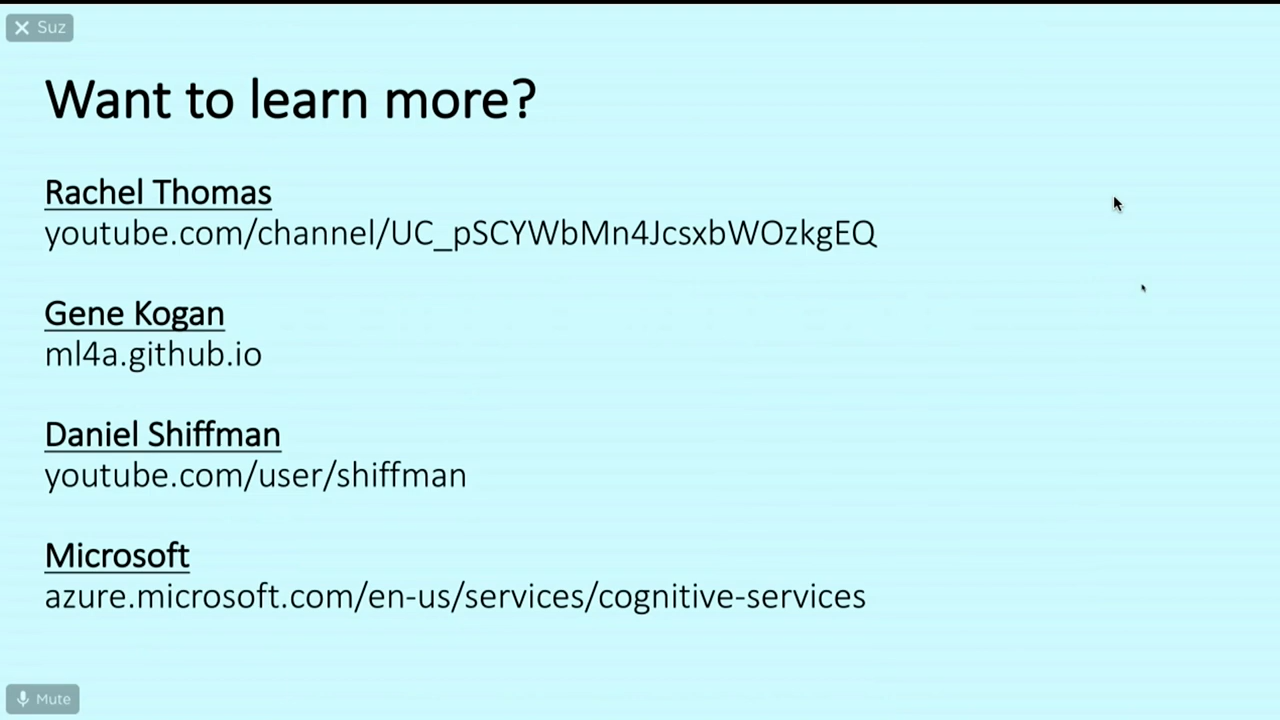 Suz
Want to learn more?
Rachel Thomas
youtube.com/channel/UC_pSCYWbMn4JcsxbWOzkgEQ
Gene Kogan
ml4a.github.io
Daniel Shiffman
youtube.com/user/shiffman
Microsoft
azure.microsoft.com/en-us/services/cognitive-services
Mute